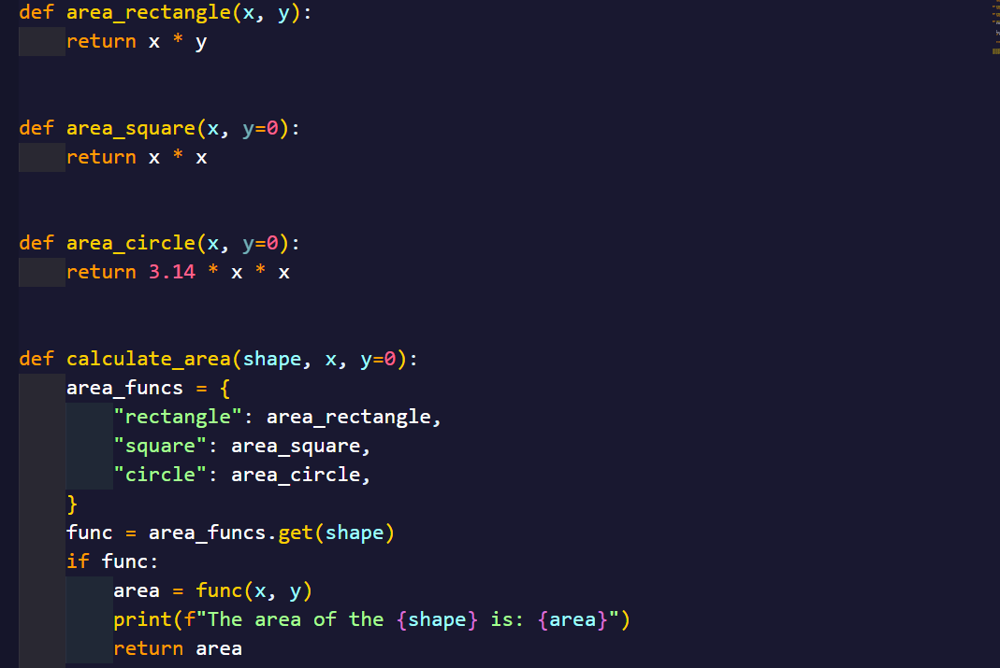 def area_rectangle(x, y):
    return x * y
def area_square(x, y=0):
    return x * x
def area_circle(x, y=0):
    return 3.14 * x * x
def calculate_area(shape, x, y=0):
    area_funcs = {
        "rectangle": area_rectangle,
        "square": area_square,
        "circle": area_circle,
    }
    func = area_funcs.get(shape)
    if func:
        area = func(x, y)
        print(f"The area of the {shape} is: {area}")
        return area